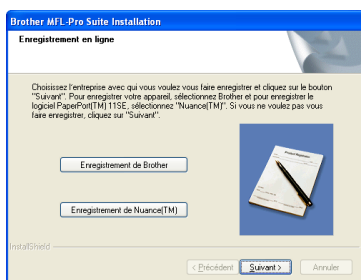 Brother MFL-Pro Suite Installation
Enregistrement en ligne
Choisissez l'entreprise avec qui vous voulez vous faire enregistrer et cliquez sur le bouton
"Suivant". Pour enregistrer votre appareil, sélectionnez Brother et pour enregistrer le
logiciel PaperPort(TM) 11SE, sélectionnez "Nuance(TM)". Si vous ne voulez pas vous
faire enregistrer, cliquez sur "Suivant".
Enregistrement de Brother
Enregistrement de Nuance(TM)
InstallShield
< Précédent
Suivant >
Annuler